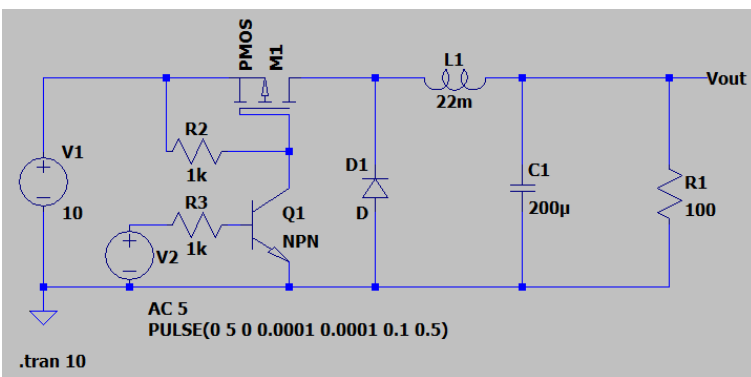 PMOS
M1
L1
Vout
22m
R2
V1
1k
D1
C1
R1
R3
Q1
10
D
200µ
100
V2
1k
NPN
AC 5
PULSE(0 5 0 0.0001 0.0001 0.1 0.5)
.tran 10